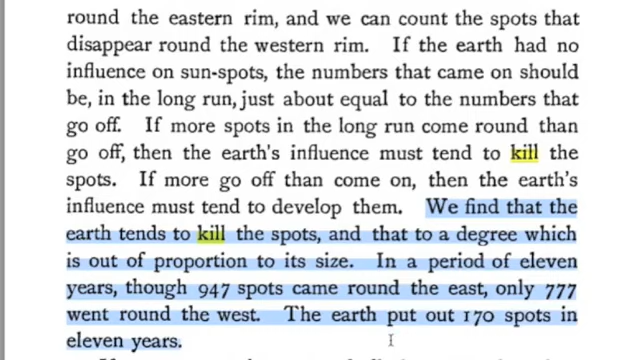 round the eastern rim, and we can count the spots that
disappear round the western rim. If the earth had no
influence on sun-spots, the numbers that came on should
be, in the long run, just about equal to the numbers that
go off. If more spots in the long run come round than
go off, then the earth's influence must tend to kill the
spots. If more go off than come on, then the earth's
influence must tend to develop them. We find that the
earth tends to kill the spots, and that to a degree which
is out of proportion to its size. In a period of eleven
years, though 947 spots came round the east, only 777
went round the west. The earth put out 170 spots in
eleven years.